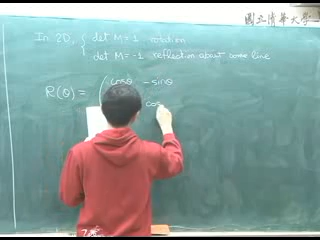 國立清華大學
In 2D, { det M = 1 rotation
det M = -1 reflection about some line
R(θ) = ( cosθ - sinθ
cos